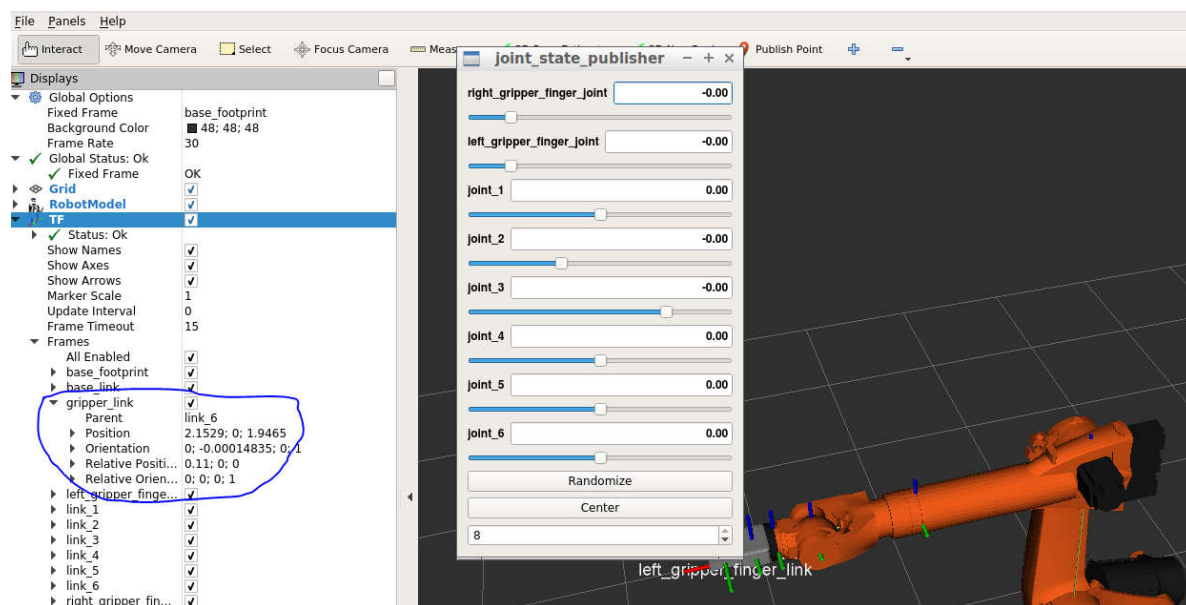 File Panels Help
Interact Move Camera Select Focus Camera Meas Publish Point
Displays
Global Options
Fixed Frame base_footprint
Background Color 48; 48; 48
Frame Rate 30
Global Status: Ok
Fixed Frame OK
Grid
RobotModel
TF
Status: Ok
Show Names
Show Axes
Show Arrows
Marker Scale 1
Update Interval 0
Frame Timeout 15
Frames
All Enabled
base_footprint
base_link
gripper_link
Parent link_6
Position 2.1529; 0; 1.9465
Orientation 0; -0.00014835; 0; 1
Relative Positi... 0.11; 0; 0
Relative Orien... 0; 0; 0; 1
left_gripper_finge...
link_1
link_2
link_3
link_4
link_5
link_6
right_gripper_fin...
joint_state_publisher
right_gripper_finger_joint -0.00
left_gripper_finger_joint -0.00
joint_1 0.00
joint_2 -0.00
joint_3 -0.00
joint_4 0.00
joint_5 0.00
joint_6 0.00
Randomize
Center
8
left_gripper_finger_link